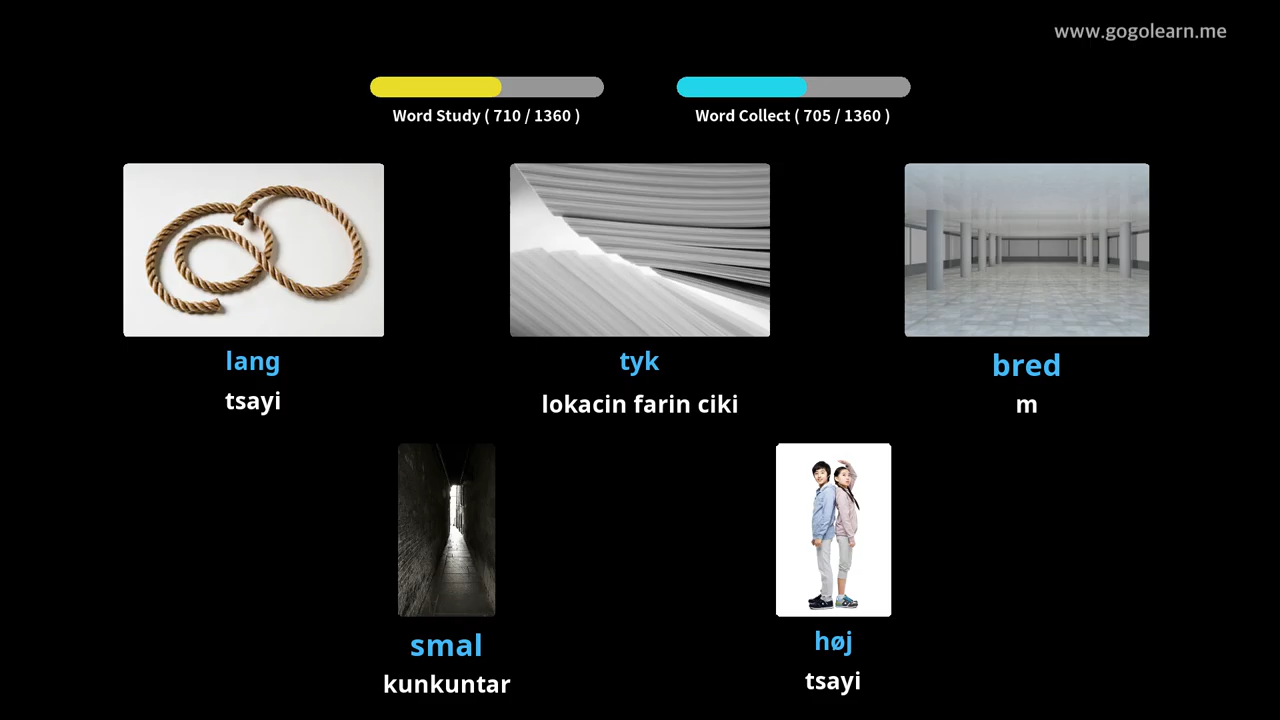 www.gogolearn.me
Word Study ( 710 / 1360 )
Word Collect ( 705 / 1360 )
lang
tsayi
tyk
lokacin farin ciki
bred
m
smal
kunkuntar
høj
tsayi